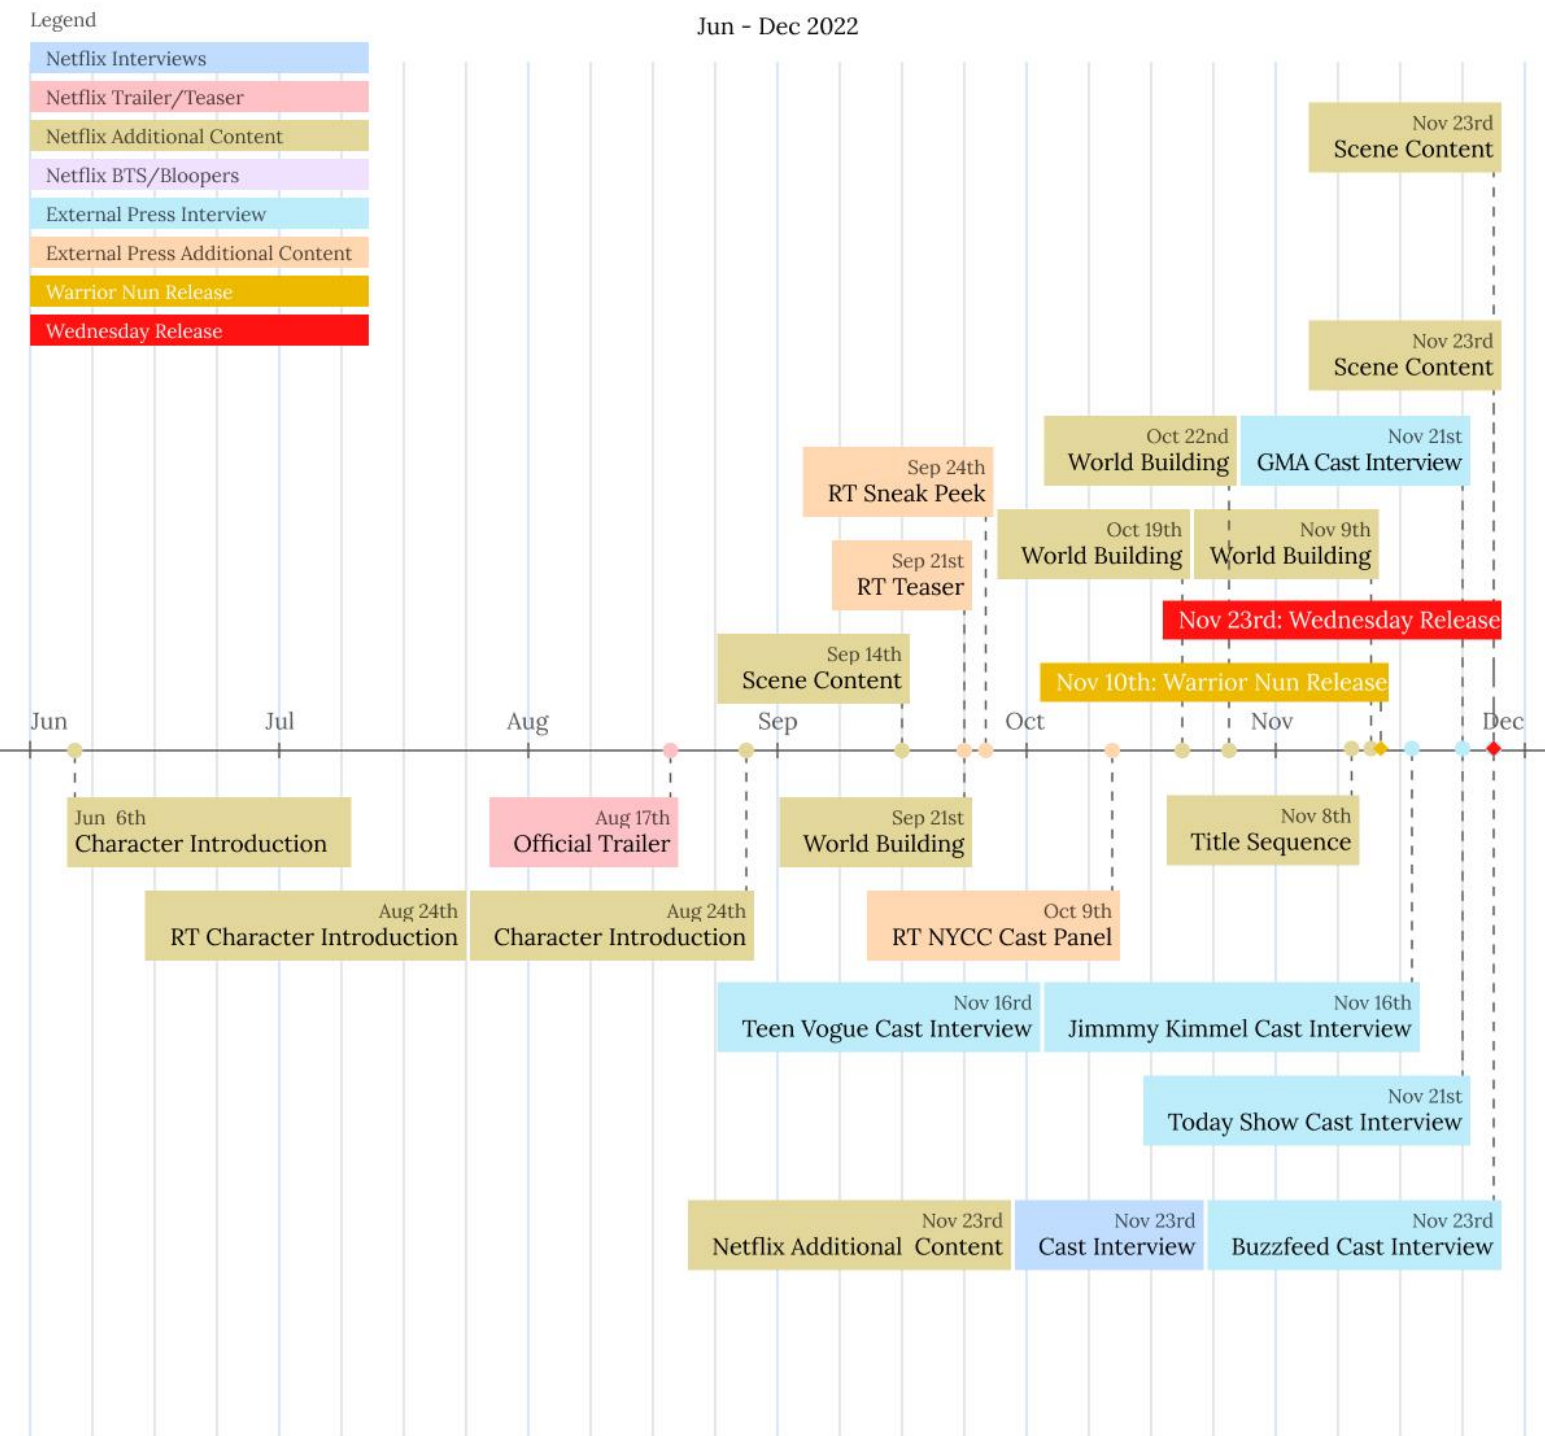 Legend
Jun - Dec 2022
Netflix Interviews
Netflix Trailer/Teaser
Netflix Additional Content
Netflix BTS/Bloopers
External Press Interview
External Press Additional Content
Warrior Nun Release
Wednesday Release
Nov 23rd
Scene Content
Nov 23rd
Scene Content
Oct 22nd
World Building
Nov 21st
GMA Cast Interview
Sep 24th
RT Sneak Peek
Oct 19th
World Building
Nov 9th
World Building
Sep 21st
RT Teaser
Nov 23rd: Wednesday Release
Sep 14th
Scene Content
Nov 10th: Warrior Nun Release
Jun
Jul
Aug
Sep
Oct
Nov
Dec
Jun 6th
Character Introduction
Aug 17th
Official Trailer
Sep 21st
World Building
Nov 8th
Title Sequence
Aug 24th
RT Character Introduction
Aug 24th
Character Introduction
Oct 9th
RT NYCC Cast Panel
Nov 16rd
Teen Vogue Cast Interview
Nov 16th
Jimmmy Kimmel Cast Interview
Nov 21st
Today Show Cast Interview
Nov 23rd
Netflix Additional Content
Nov 23rd
Cast Interview
Nov 23rd
Buzzfeed Cast Interview